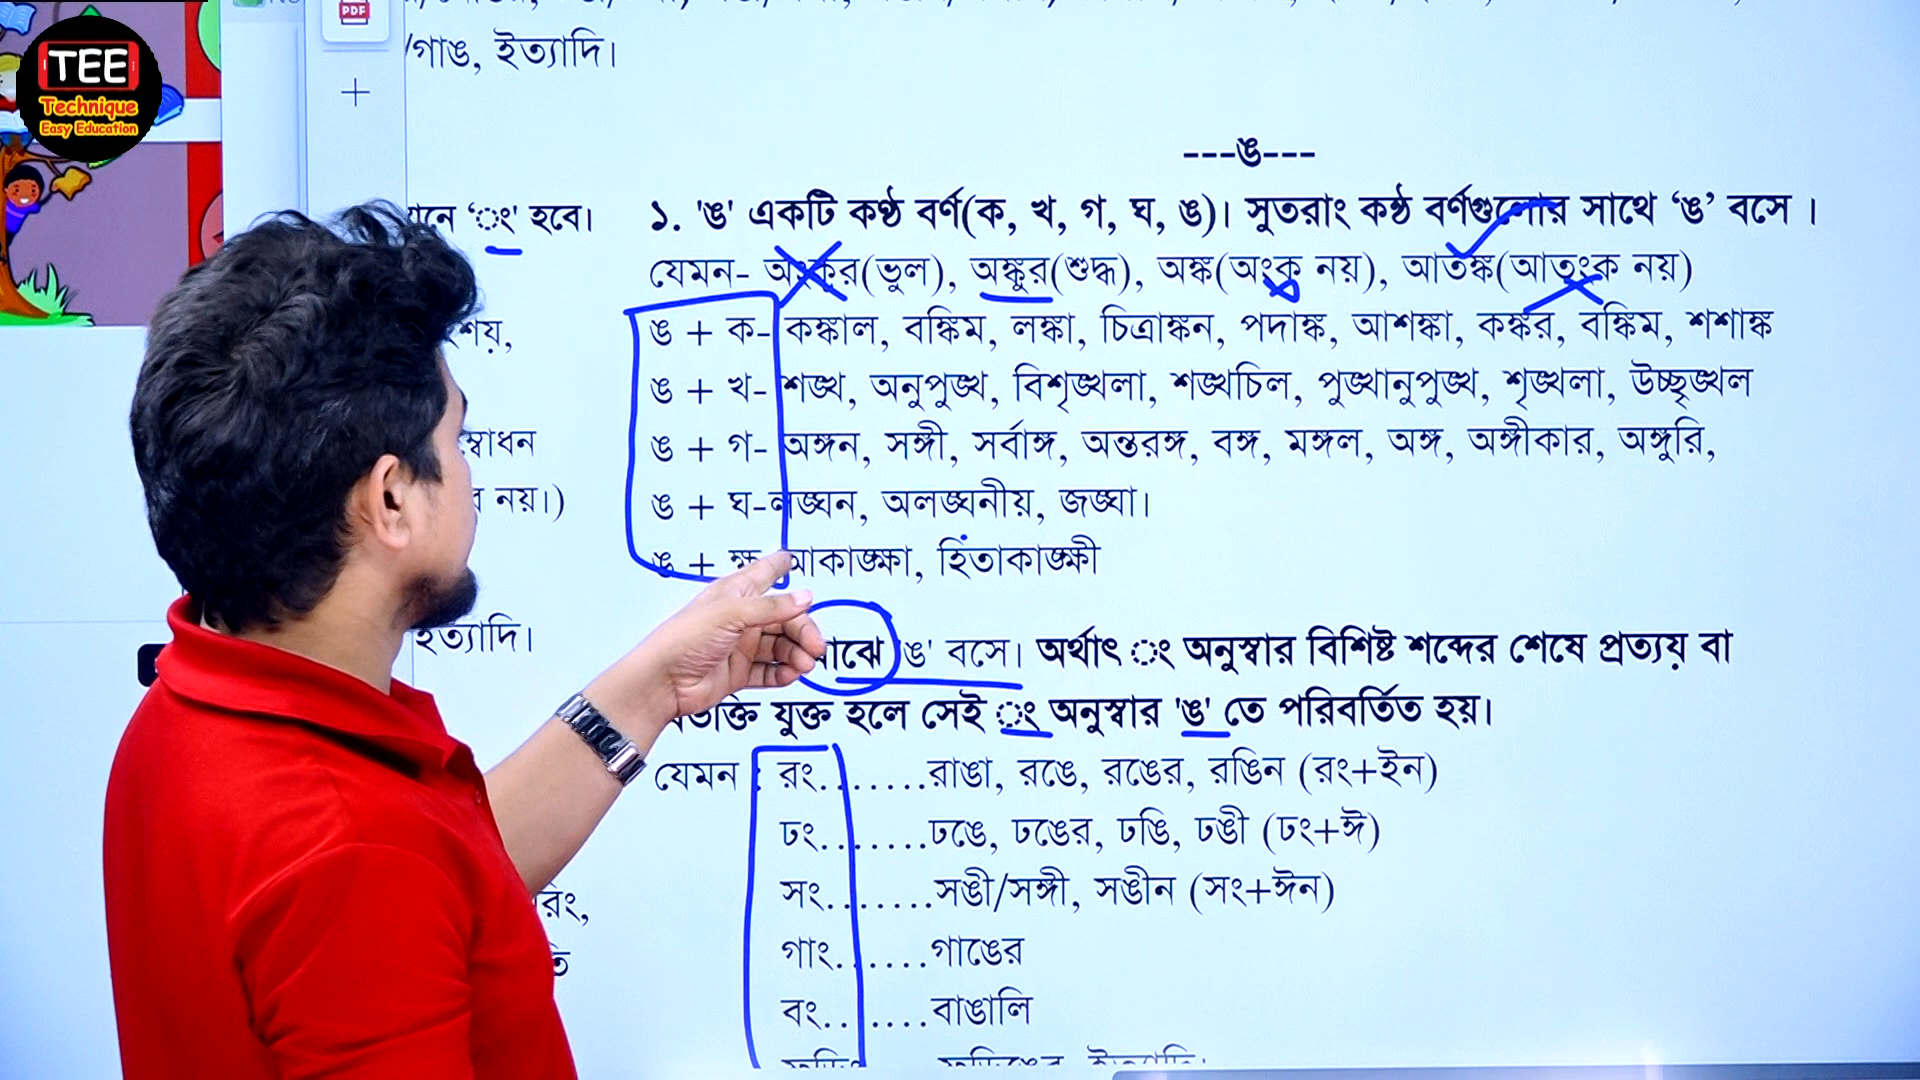 TEE
Technique
Easy Education
PDF
/গাঙ, ইত্যাদি।
---ঙ---
‘ং' হবে।
১. 'ঙ' একটি কণ্ঠ বর্ণ(ক, খ, গ, ঘ, ঙ)। সুতরাং কণ্ঠ বর্ণগুলোর সাথে ‘ঙ’ বসে ।
যেমন- অংকুর(ভুল), অঙ্কুর(শুদ্ধ), অঙ্ক(অংক নয়), আতঙ্ক(আতংক নয়)
ঙ + ক- কঙ্কাল, বঙ্কিম, লঙ্কা, চিত্রাঙ্কন, পদাঙ্ক, আশঙ্কা, কঙ্কর, বঙ্কিম, শশাঙ্ক
ঙ + খ- শঙ্খ, অনুপুঙ্খ, বিশৃঙ্খলা, শঙ্খচিল, পুঙ্খানুপুঙ্খ, শৃঙ্খলা, উচ্ছৃঙ্খল
ঙ + গ- অঙ্গন, সঙ্গী, সর্বাঙ্গ, অন্তরঙ্গ, বঙ্গ, মঙ্গল, অঙ্গ, অঙ্গীকার, অঙ্গুরি,
নয়।)
ঙ + ঘ-লঙ্ঘন, অলঙ্ঘনীয়, জঙ্ঘা।
ঙ + ক্ষ আকাঙ্ক্ষা, হিতাকাঙ্ক্ষী
ইত্যাদি।
মাঝে 'ঙ' বসে। অর্থাৎ ং অনুস্বার বিশিষ্ট শব্দের শেষে প্রত্যয় বা
বিভক্তি যুক্ত হলে সেই ং অনুস্বার 'ঙ' তে পরিবর্তিত হয়।
যেমন : রং.......রাঙা, রঙে, রঙের, রঙিন (রং+ইন)
ঢং.......ঢঙে, ঢঙের, ঢঙি, ঢঙী (ঢং+ঈ)
সং.......সঙী/সঙ্গী, সঙীন (সং+ঈন)
গাং......গাঙের
বং.......বাঙালি